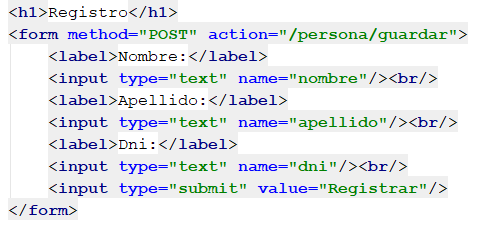 <h1>Registro</h1>
<form method="POST" action="/persona/guardar">
<label>Nombre:</label>
<input type="text" name="nombre"/><br/>
<label>Apellido:</label>
<input type="text" name="apellido"/><br/>
<label>Dni:</label>
<input type="text" name="dni"/><br/>
<input type="submit" value="Registrar"/>
</form>